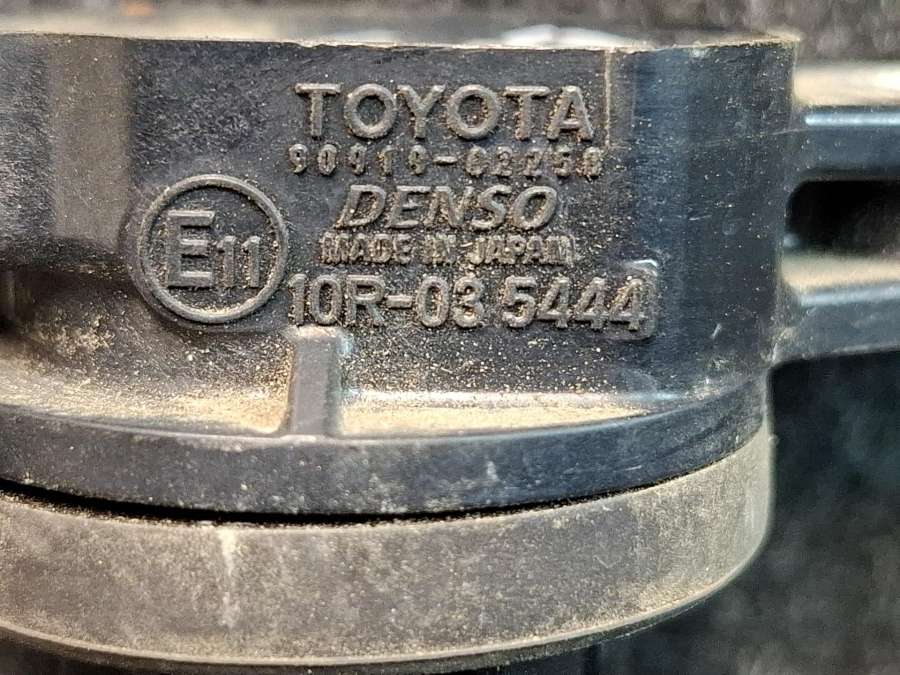 TOYOTA
90919-02250
DENSO
MADE IN JAPAN
E11
10R-03 5444